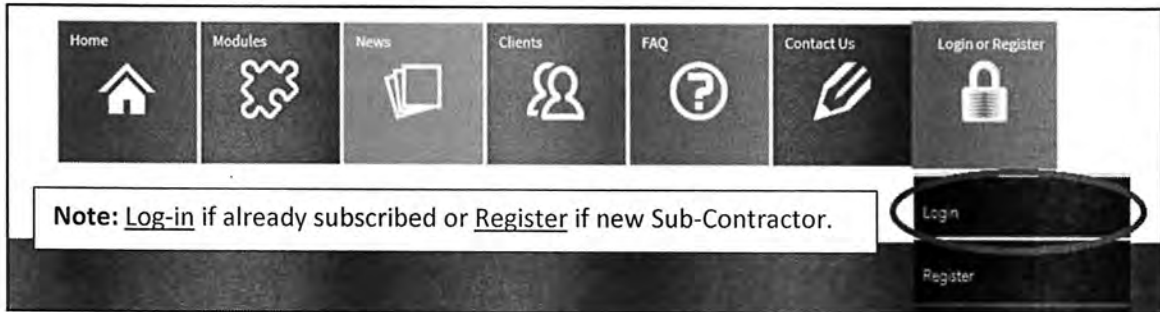 Home Modules News Clients FAQ Contact Us Login or Register
Note: Log-in if already subscribed or Register if new Sub-Contractor.
Login
Register